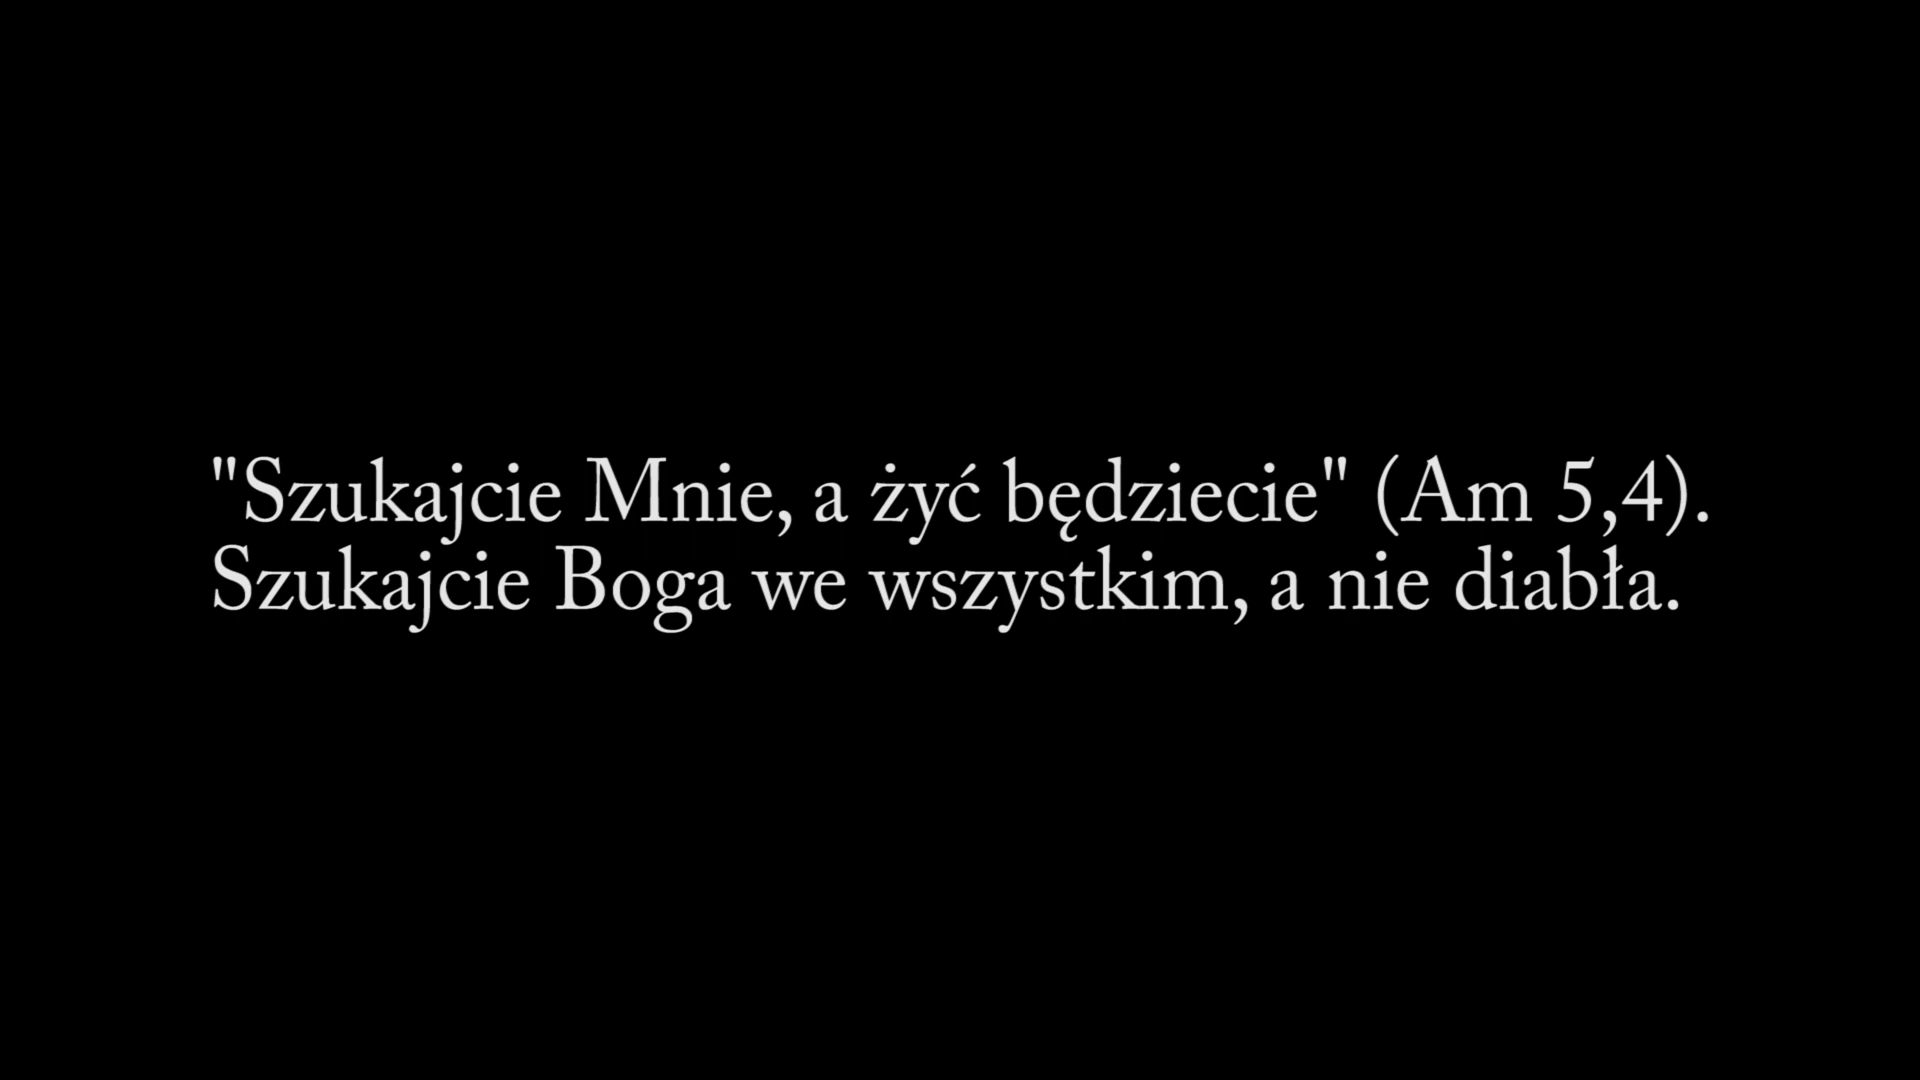 "Szukajcie Mnie, a żyć będziecie" (Am 5,4).
Szukajcie Boga we wszystkim, a nie diabła.